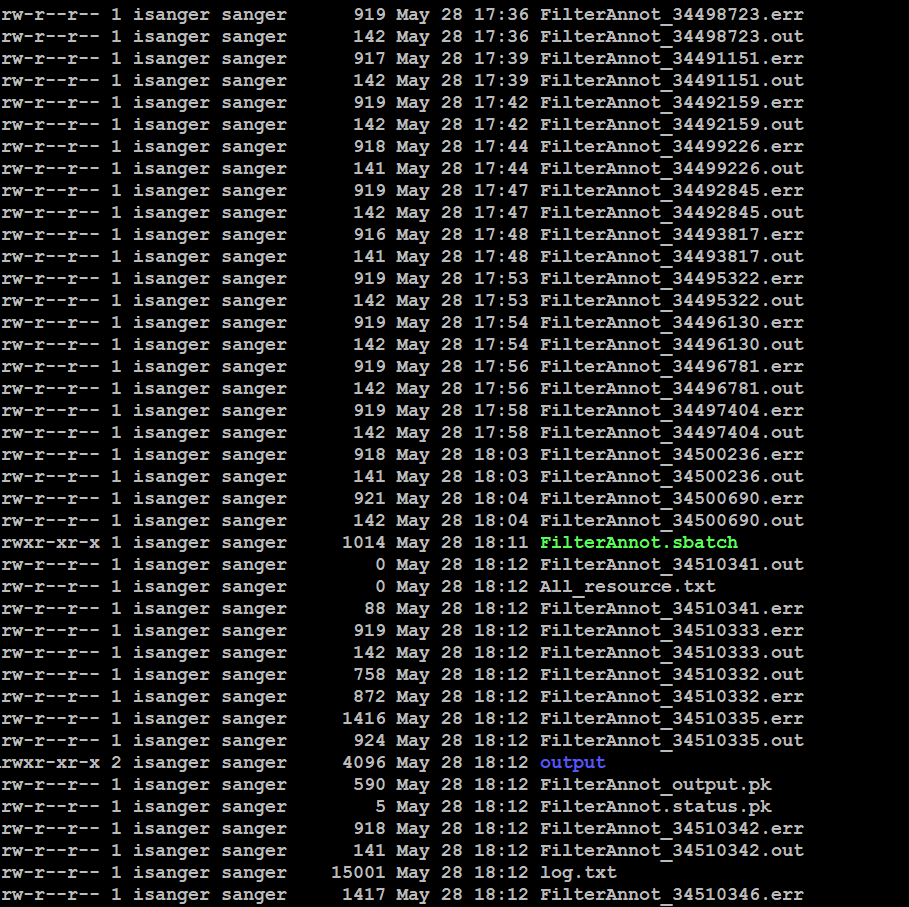 rw-r--r-- 1 isanger sanger 919 May 28 17:36 FilterAnnot_34498723.err
rw-r--r-- 1 isanger sanger 142 May 28 17:36 FilterAnnot_34498723.out
rw-r--r-- 1 isanger sanger 917 May 28 17:39 FilterAnnot_34491151.err
rw-r--r-- 1 isanger sanger 142 May 28 17:39 FilterAnnot_34491151.out
rw-r--r-- 1 isanger sanger 919 May 28 17:42 FilterAnnot_34492159.err
rw-r--r-- 1 isanger sanger 142 May 28 17:42 FilterAnnot_34492159.out
rw-r--r-- 1 isanger sanger 918 May 28 17:44 FilterAnnot_34499226.err
rw-r--r-- 1 isanger sanger 141 May 28 17:44 FilterAnnot_34499226.out
rw-r--r-- 1 isanger sanger 919 May 28 17:47 FilterAnnot_34492845.err
rw-r--r-- 1 isanger sanger 142 May 28 17:47 FilterAnnot_34492845.out
rw-r--r-- 1 isanger sanger 916 May 28 17:48 FilterAnnot_34493817.err
rw-r--r-- 1 isanger sanger 141 May 28 17:48 FilterAnnot_34493817.out
rw-r--r-- 1 isanger sanger 919 May 28 17:53 FilterAnnot_34495322.err
rw-r--r-- 1 isanger sanger 142 May 28 17:53 FilterAnnot_34495322.out
rw-r--r-- 1 isanger sanger 919 May 28 17:54 FilterAnnot_34496130.err
rw-r--r-- 1 isanger sanger 142 May 28 17:54 FilterAnnot_34496130.out
rw-r--r-- 1 isanger sanger 919 May 28 17:56 FilterAnnot_34496781.err
rw-r--r-- 1 isanger sanger 142 May 28 17:56 FilterAnnot_34496781.out
rw-r--r-- 1 isanger sanger 919 May 28 17:58 FilterAnnot_34497404.err
rw-r--r-- 1 isanger sanger 142 May 28 17:58 FilterAnnot_34497404.out
rw-r--r-- 1 isanger sanger 918 May 28 18:03 FilterAnnot_34500236.err
rw-r--r-- 1 isanger sanger 141 May 28 18:03 FilterAnnot_34500236.out
rw-r--r-- 1 isanger sanger 921 May 28 18:04 FilterAnnot_34500690.err
rw-r--r-- 1 isanger sanger 142 May 28 18:04 FilterAnnot_34500690.out
rwxr-xr-x 1 isanger sanger 1014 May 28 18:11 FilterAnnot.sbatch
rw-r--r-- 1 isanger sanger 0 May 28 18:12 FilterAnnot_34510341.out
rw-r--r-- 1 isanger sanger 0 May 28 18:12 All_resource.txt
rw-r--r-- 1 isanger sanger 88 May 28 18:12 FilterAnnot_34510341.err
rw-r--r-- 1 isanger sanger 919 May 28 18:12 FilterAnnot_34510333.err
rw-r--r-- 1 isanger sanger 142 May 28 18:12 FilterAnnot_34510333.out
rw-r--r-- 1 isanger sanger 758 May 28 18:12 FilterAnnot_34510332.out
rw-r--r-- 1 isanger sanger 872 May 28 18:12 FilterAnnot_34510332.err
rw-r--r-- 1 isanger sanger 1416 May 28 18:12 FilterAnnot_34510335.err
rw-r--r-- 1 isanger sanger 924 May 28 18:12 FilterAnnot_34510335.out
rwxr-xr-x 2 isanger sanger 4096 May 28 18:12 output
rw-r--r-- 1 isanger sanger 590 May 28 18:12 FilterAnnot_output.pk
rw-r--r-- 1 isanger sanger 5 May 28 18:12 FilterAnnot.status.pk
rw-r--r-- 1 isanger sanger 918 May 28 18:12 FilterAnnot_34510342.err
rw-r--r-- 1 isanger sanger 141 May 28 18:12 FilterAnnot_34510342.out
rw-r--r-- 1 isanger sanger 15001 May 28 18:12 log.txt
rw-r--r-- 1 isanger sanger 1417 May 28 18:12 FilterAnnot_34510346.err